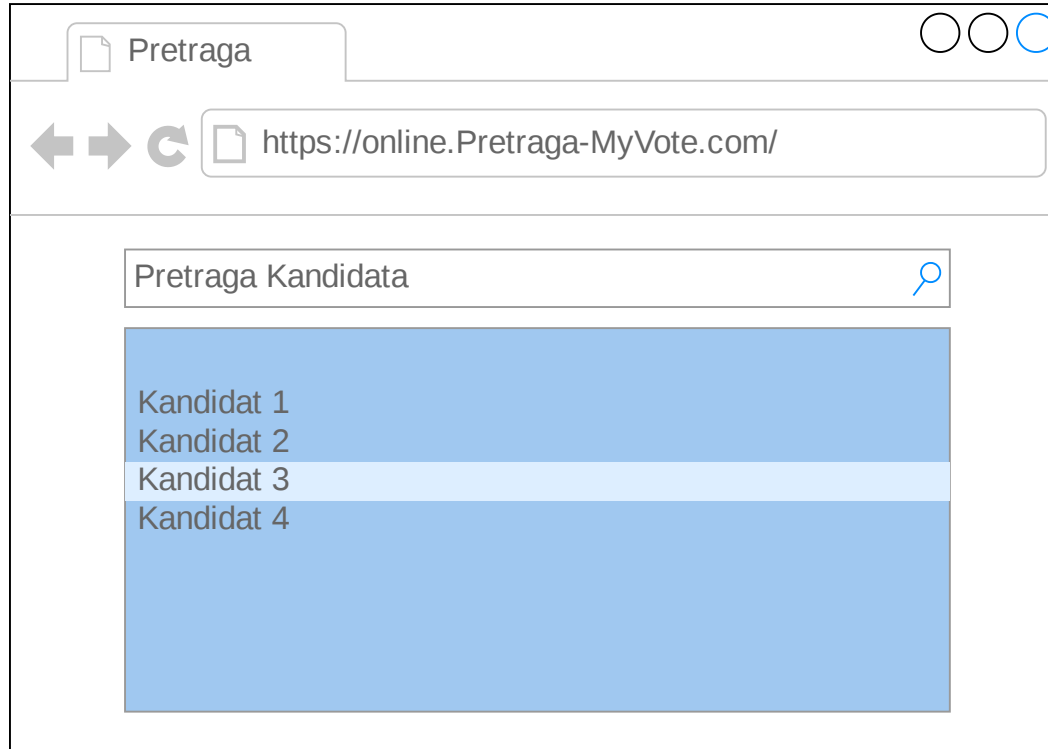 Pretraga
https://online.Pretraga-MyVote.com/
Pretraga Kandidata
Kandidat 1
Kandidat 2
Kandidat 3
Kandidat 4